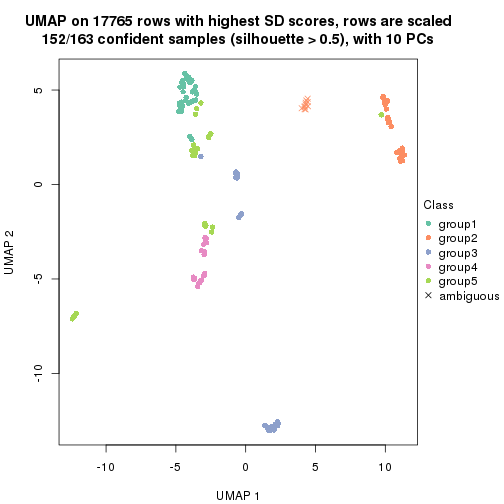 UMAP on 17765 rows with highest SD scores, rows are scaled
152/163 confident samples (silhouette > 0.5), with 10 PCs
5
0
-5
-10
UMAP 2
-10
-5
0
5
10
UMAP 1
Class
group1
group2
group3
group4
group5
ambiguous